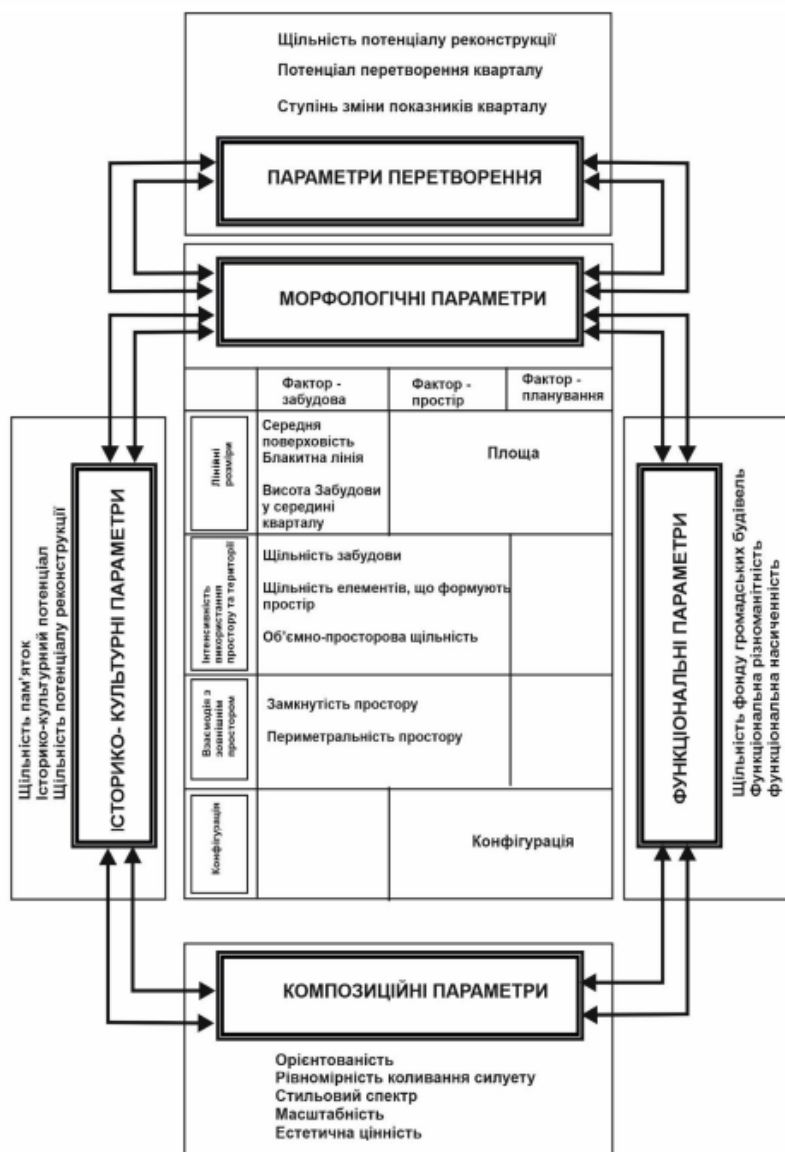 Щільність потенціалу реконструкції
Потенціал перетворення кварталу
Ступінь зміни показників кварталу
ПАРАМЕТРИ ПЕРЕТВОРЕННЯ
МОРФОЛОГІЧНІ ПАРАМЕТРИ
Фактор -
забудова
Фактор -
простір
Фактор -
планування
Лінійні
розміри
Середня
поверховість
Блакитна лінія
Висота Забудови
у середині
кварталу
Площа
Інтенсивність
використання
простору та території
Щільність забудови
Щільність елементів, що формують
простір
Об'ємно-просторова щільність
Взаємодія з
зовнішнім
простором
Замкнутість простору
Периметральність простору
Конфігурація
Конфігурація
Щільність пам'яток
Історико-культурний потенціал
Щільність потенціалу реконструкції
ІСТОРИКО- КУЛЬТУРНІ ПАРАМЕТРИ
ФУНКЦІОНАЛЬНІ ПАРАМЕТРИ
Щільність фонду громадських будівель
Функціональна різноманітність
функціональна насиченність
КОМПОЗИЦІЙНІ ПАРАМЕТРИ
Орієнтованість
Рівномірність коливання силуету
Стильовий спектр
Масштабність
Естетична цінність